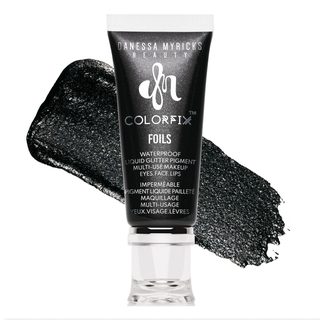 DANESSA MYRICKS
BEAUTY
COLORFIX™
FOILS
WATERPROOF
LIQUID GLITTER PIGMENT
MULTI-USE MAKEUP
EYES.FACE.LIPS
IMPERMÉABLE
PIGMENT LIQUIDE PAILLETÉ
MAQUILLAGE
MULTI-USAGE
YEUX.VISAGE.LÈVRES